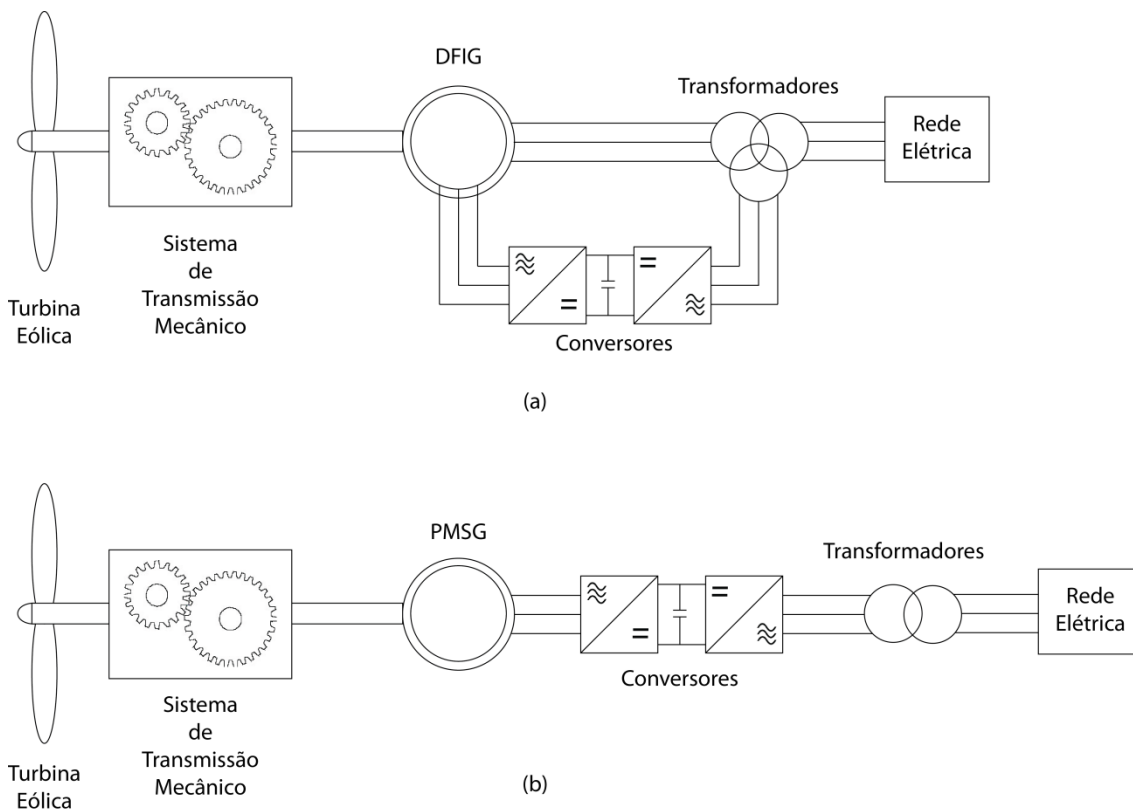 DFIG
Transformadores
Rede
Elétrica
Sistema
de
Transmissão
Mecânico
Turbina
Eólica
Conversores
(a)
PMSG
Transformadores
Rede
Elétrica
Conversores
Sistema
de
Transmissão
Mecânico
Turbina
Eólica
(b)